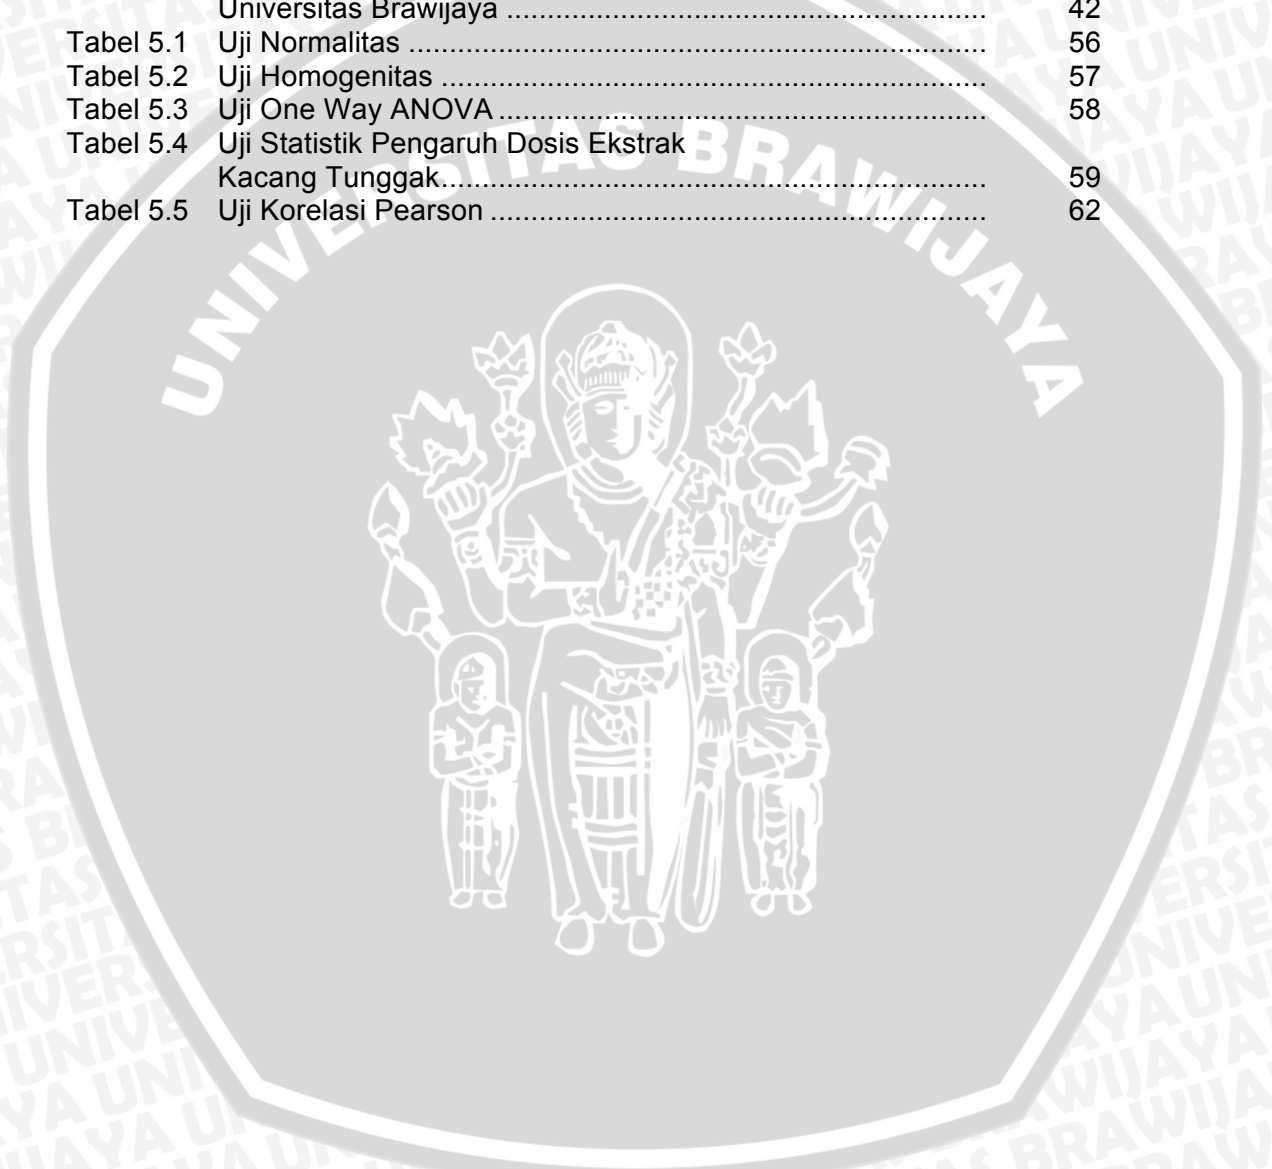 Universitas Brawijaya ............................................................ 42
Tabel 5.1 Uji Normalitas ........................................................................ 56
Tabel 5.2 Uji Homogenitas .................................................................... 57
Tabel 5.3 Uji One Way ANOVA ............................................................. 58
Tabel 5.4 Uji Statistik Pengaruh Dosis Ekstrak
Kacang Tunggak.................................................................... 59
Tabel 5.5 Uji Korelasi Pearson .............................................................. 62
UNIVERSITAS BRAWIJAYA